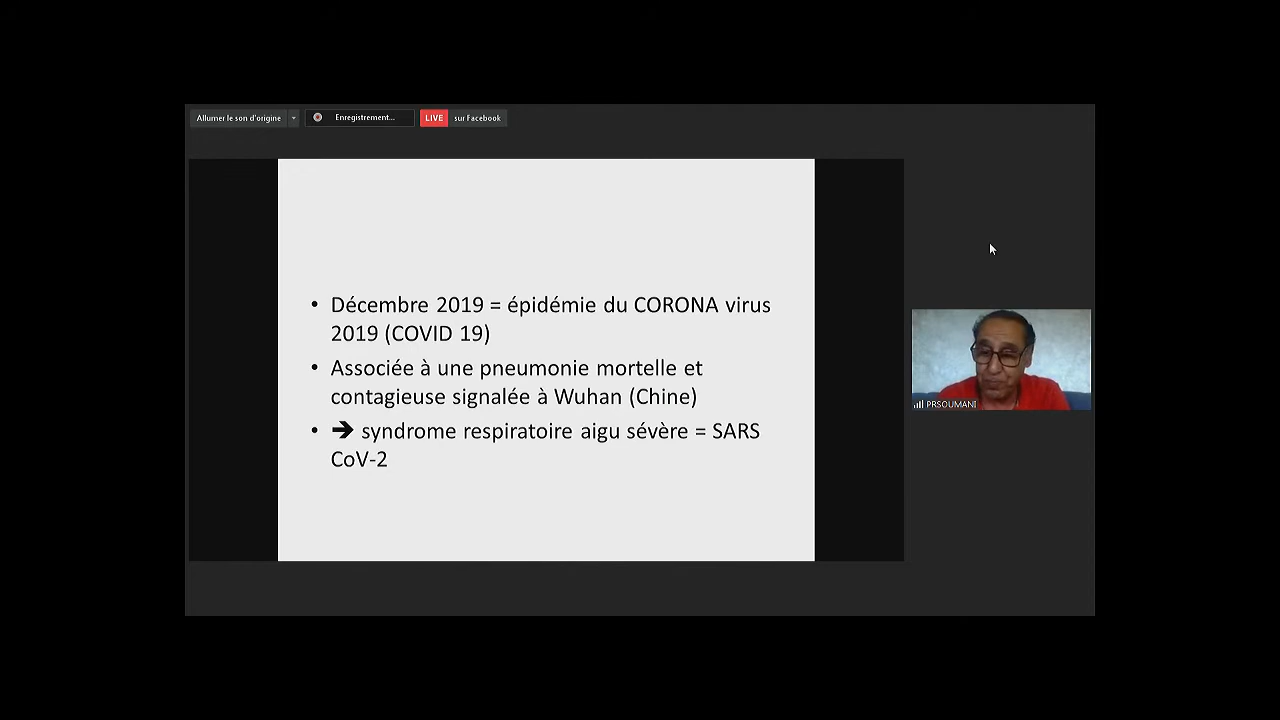 Allumer le son d'origine
Enregistrement...
LIVE sur Facebook
• Décembre 2019 = épidémie du CORONA virus
2019 (COVID 19)
• Associée à une pneumonie mortelle et
contagieuse signalée à Wuhan (Chine)
• ➔ syndrome respiratoire aigu sévère = SARS
CoV-2
PRSOUMANI